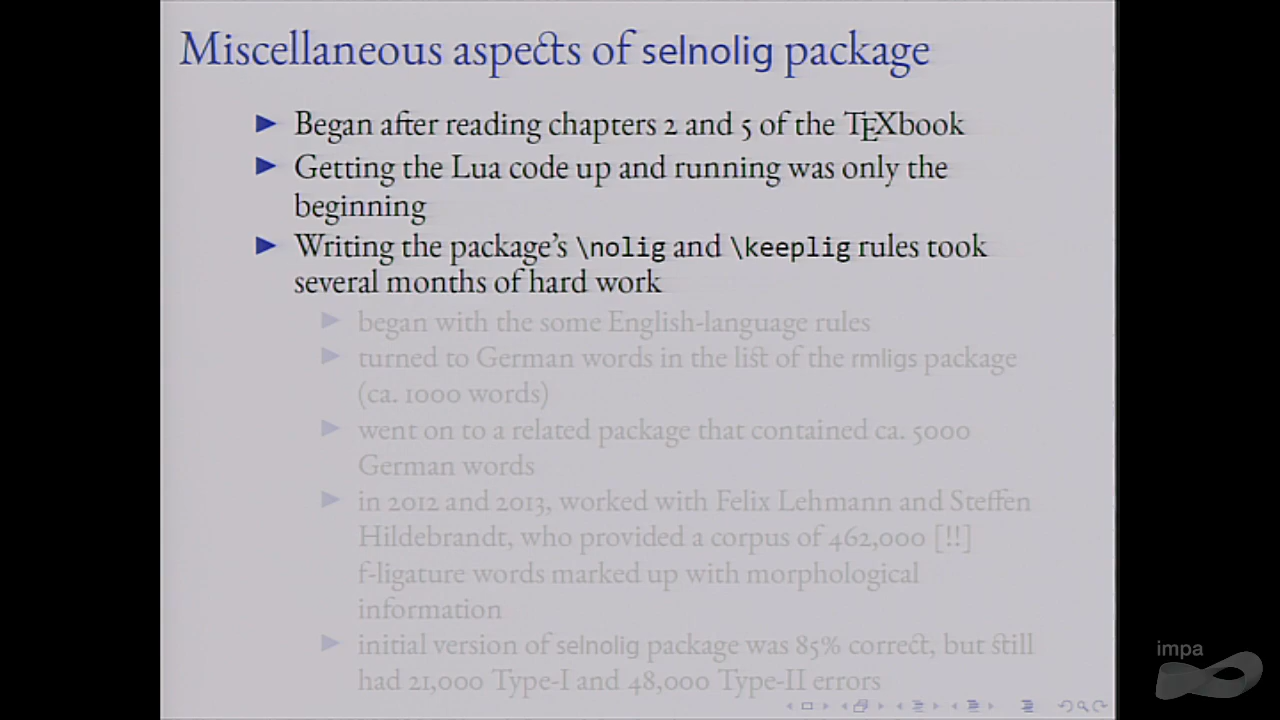 Miscellaneous aspects of selnolig package
Began after reading chapters 2 and 5 of the TEXbook
Getting the Lua code up and running was only the
beginning
Writing the package's \nolig and \keeplig rules took
several months of hard work
began with the some English-language rules
turned to German words in the list of the rmligs package
(ca. 1000 words)
went on to a related package that contained ca. 5000
German words
in 2012 and 2013, worked with Felix Lehmann and Steffen
Hildebrandt, who provided a corpus of 462,000 [!!]
f-ligature words marked up with morphological
information
initial version of selnolig package was 85% correct, but still
had 21,000 Type-I and 48,000 Type-II errors
impa